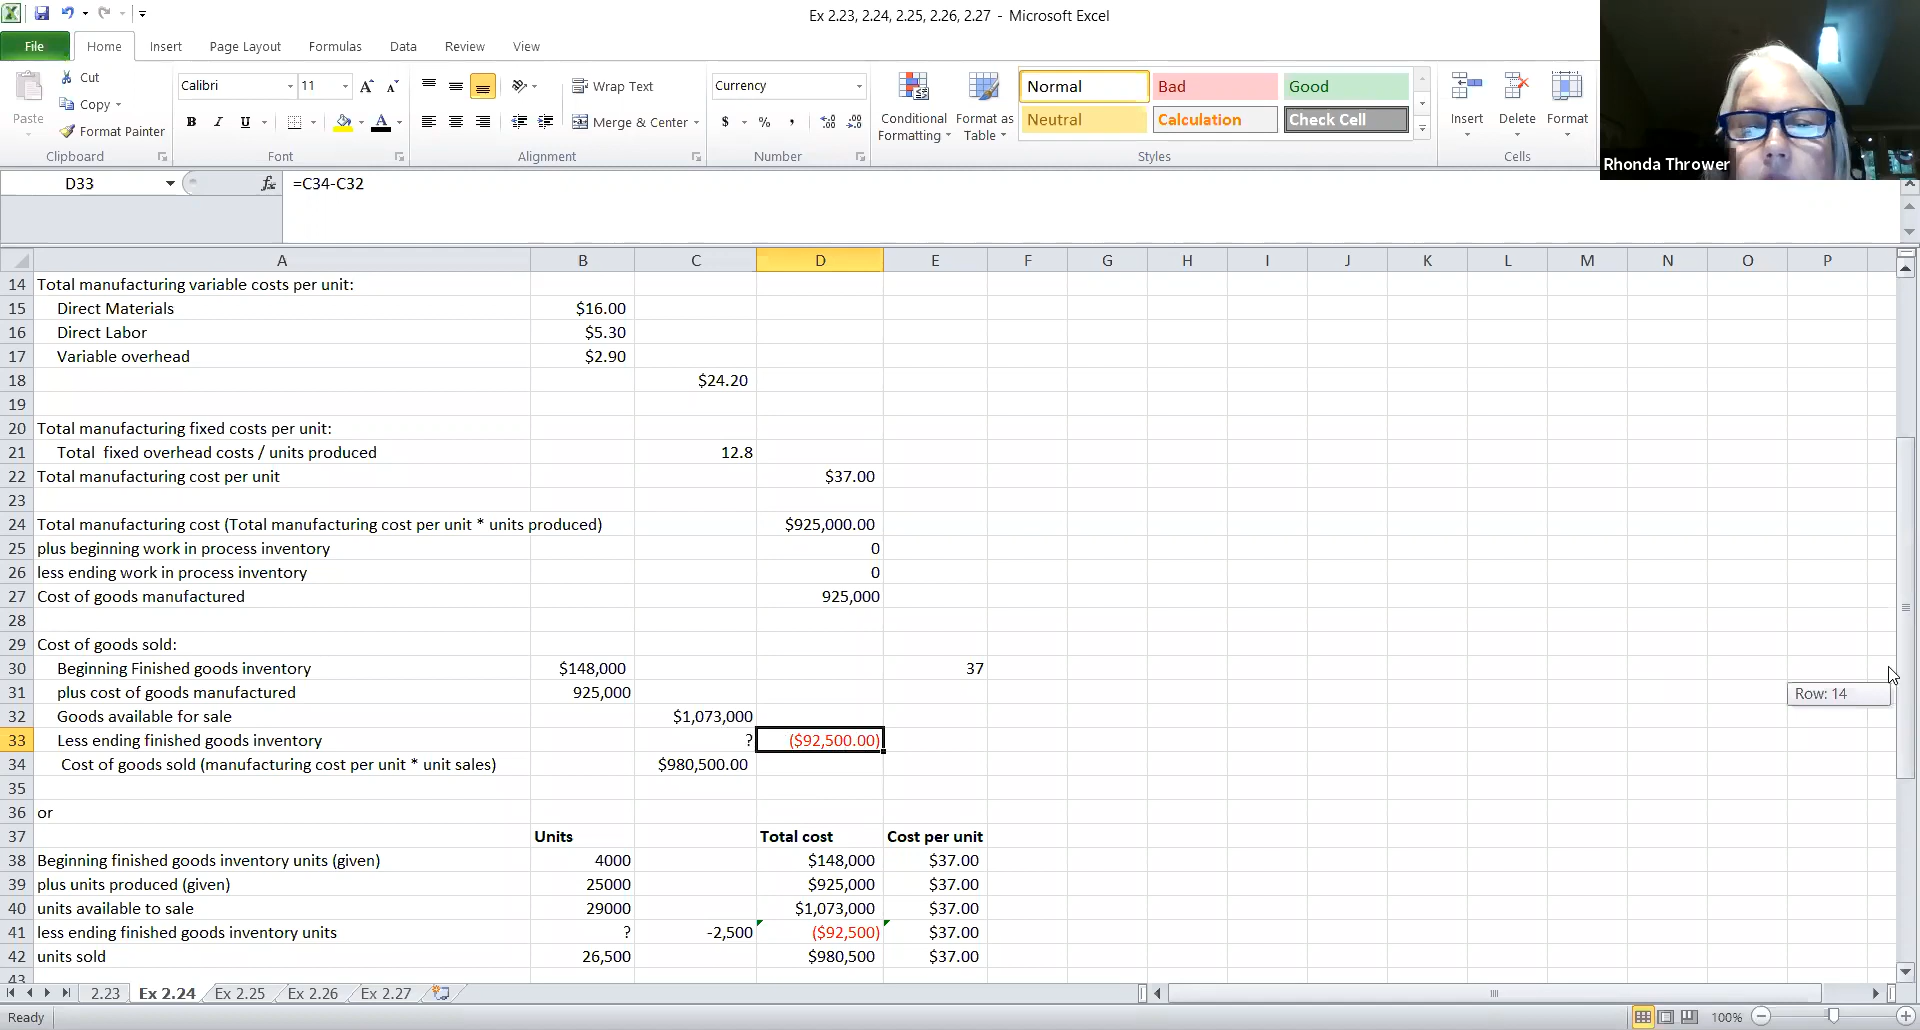 Ex 2.23, 2.24, 2.25, 2.26, 2.27 - Microsoft Excel
File Home Insert Page Layout Formulas Data Review View
Paste
Cut
Copy
Format Painter
Clipboard
Calibri 11
B I U
Font
Wrap Text
Merge & Center
Alignment
Currency
$ % ,
Number
Conditional Formatting
Format as Table
Normal Bad Good
Neutral Calculation Check Cell
Styles
Insert Delete Format
Cells
Rhonda Thrower
D33 fx =C34-C32
A B C D E F G H I J K L M N O P
14 Total manufacturing variable costs per unit:
15 Direct Materials $16.00
16 Direct Labor $5.30
17 Variable overhead $2.90
18 $24.20
19
20 Total manufacturing fixed costs per unit:
21 Total fixed overhead costs / units produced 12.8
22 Total manufacturing cost per unit $37.00
23
24 Total manufacturing cost (Total manufacturing cost per unit * units produced) $925,000.00
25 plus beginning work in process inventory 0
26 less ending work in process inventory 0
27 Cost of goods manufactured 925,000
28
29 Cost of goods sold:
30 Beginning Finished goods inventory $148,000 37
31 plus cost of goods manufactured 925,000
32 Goods available for sale $1,073,000
33 Less ending finished goods inventory ? ($92,500.00)
34 Cost of goods sold (manufacturing cost per unit * unit sales) $980,500.00
35
36 or
37 Units Total cost Cost per unit
38 Beginning finished goods inventory units (given) 4000 $148,000 $37.00
39 plus units produced (given) 25000 $925,000 $37.00
40 units available to sale 29000 $1,073,000 $37.00
41 less ending finished goods inventory units ? -2,500 ($92,500) $37.00
42 units sold 26,500 $980,500 $37.00
43
Row: 14
2.23 Ex 2.24 Ex 2.25 Ex 2.26 Ex 2.27
Ready 100%